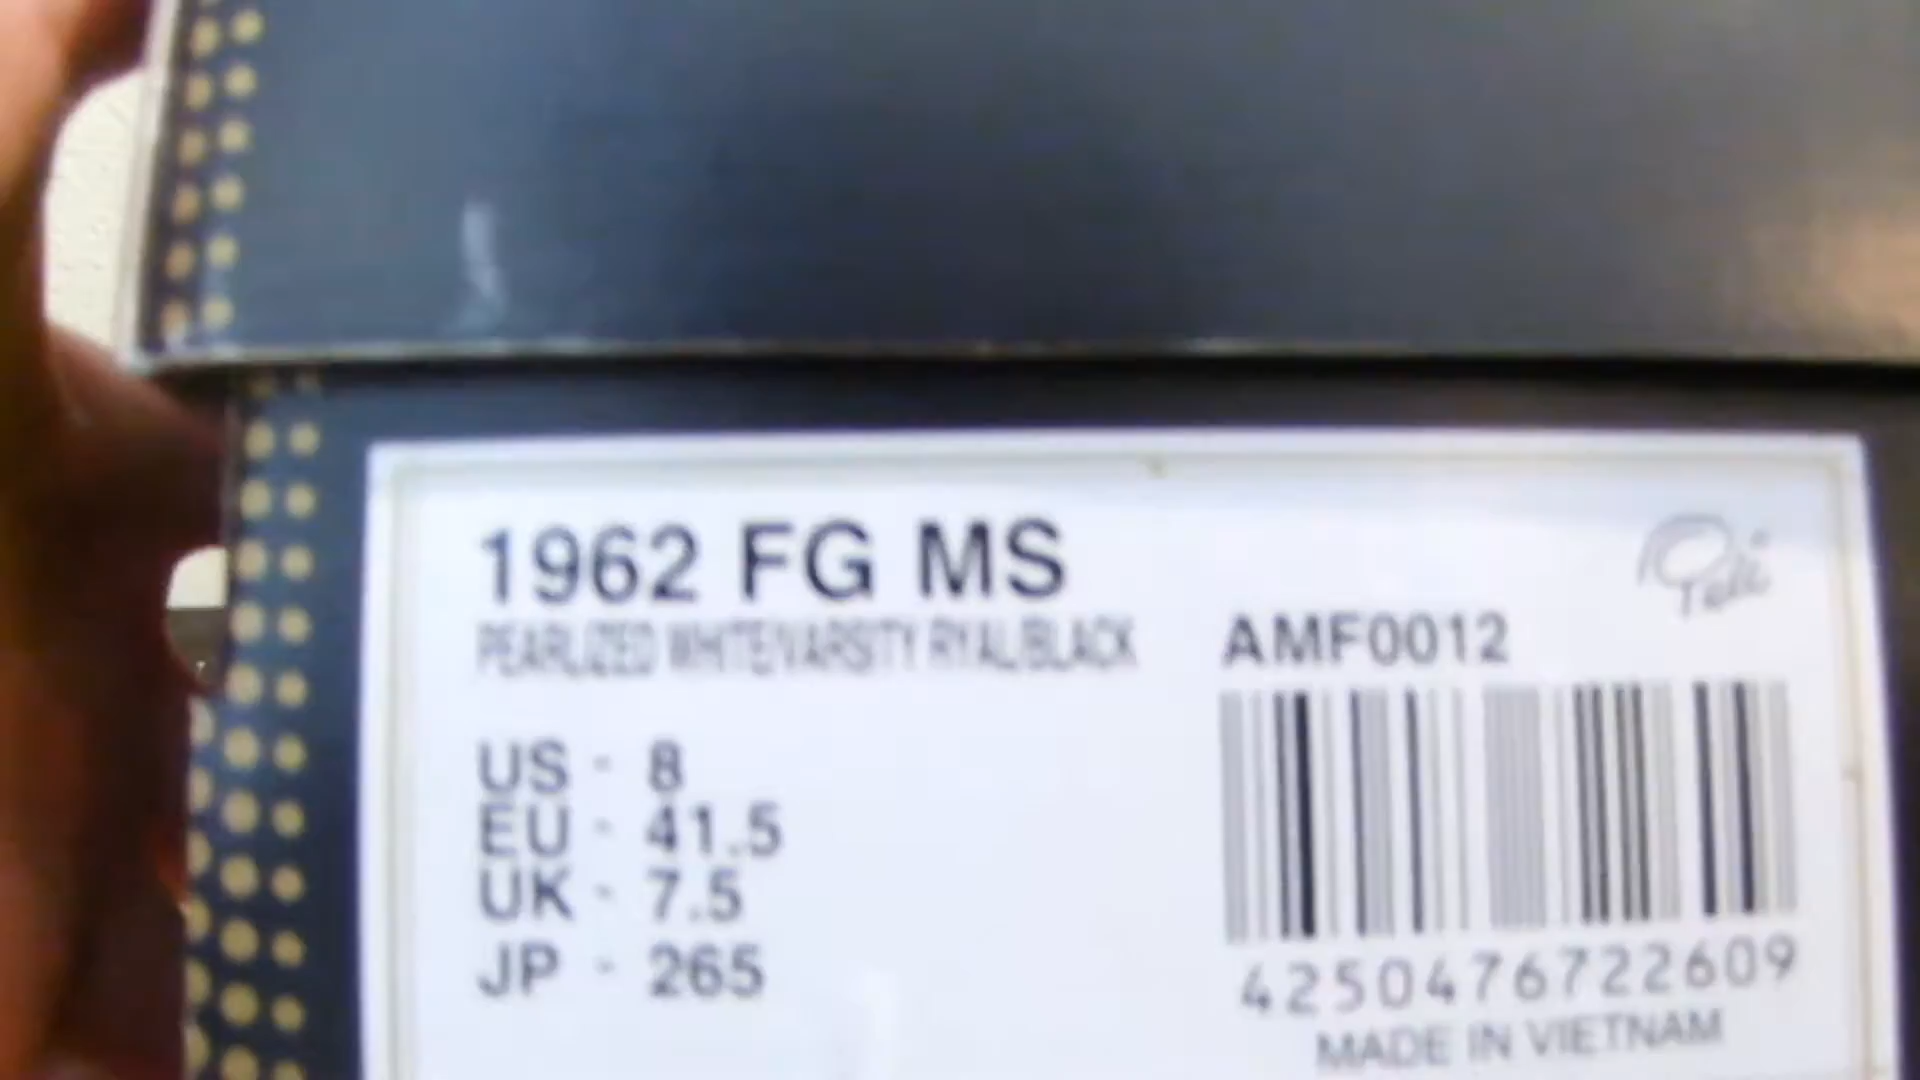 1962 FG MS
PEARLIZED WHITE/VARSITY RYAL/BLACK
AMF0012
US - 8
EU - 41.5
UK - 7.5
JP - 265
4250476722609
MADE IN VIETNAM